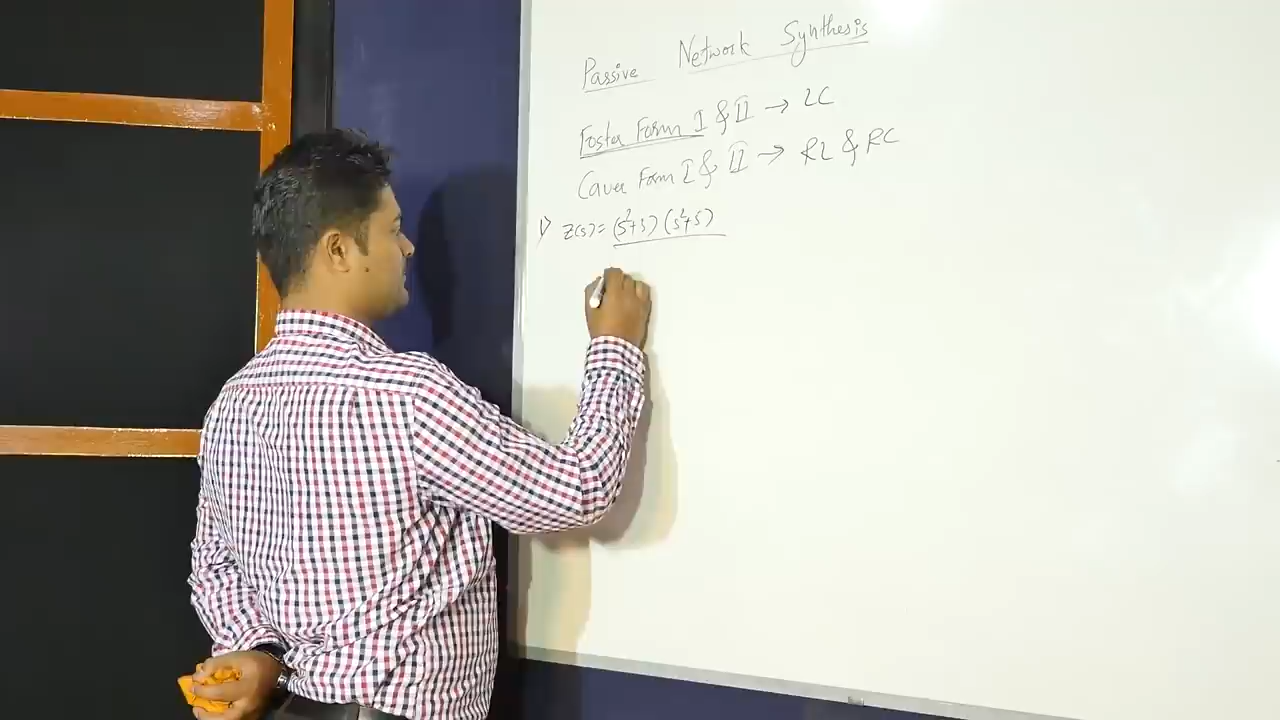 Passive Network Synthesis
Foster Form I & II → LC
Cauer Form I & II → RL & RC
1) Z(s) = (s²+3) (s²+5)